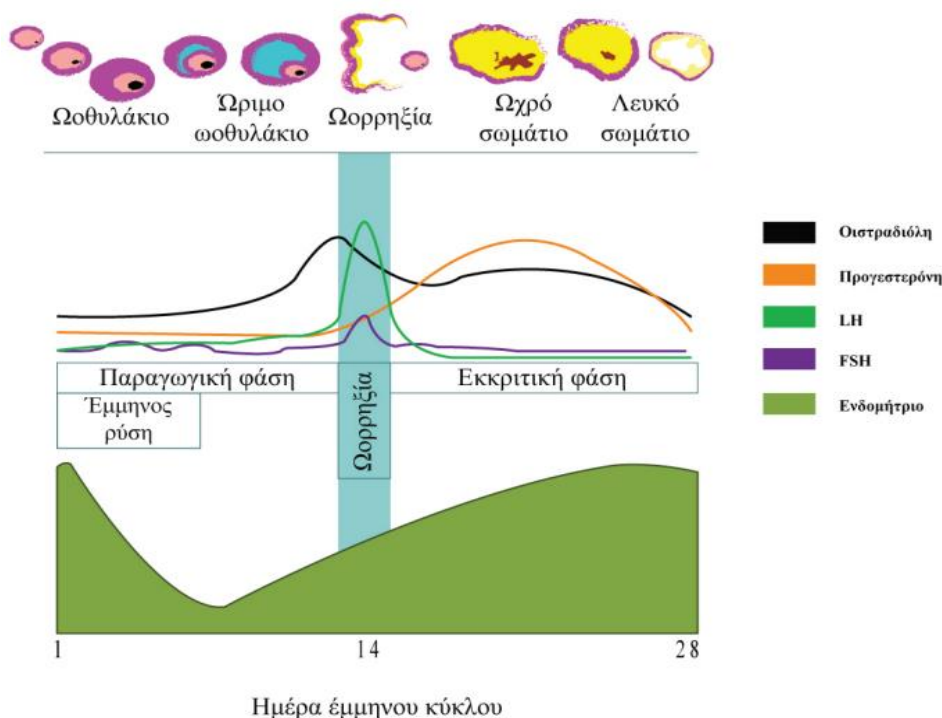 Ωοθυλάκιο
Ώριμο
ωοθυλάκιο
Ωορρηξία
Ωχρό
σωμάτιο
Λευκό
σωμάτιο
Οιστραδιόλη
Προγεστερόνη
LH
FSH
Ενδομήτριο
Παραγωγική φάση
Ωορρηξία
Εκκριτική φάση
Έμμηνος
ρύση
1
14
28
Ημέρα έμμηνου κύκλου